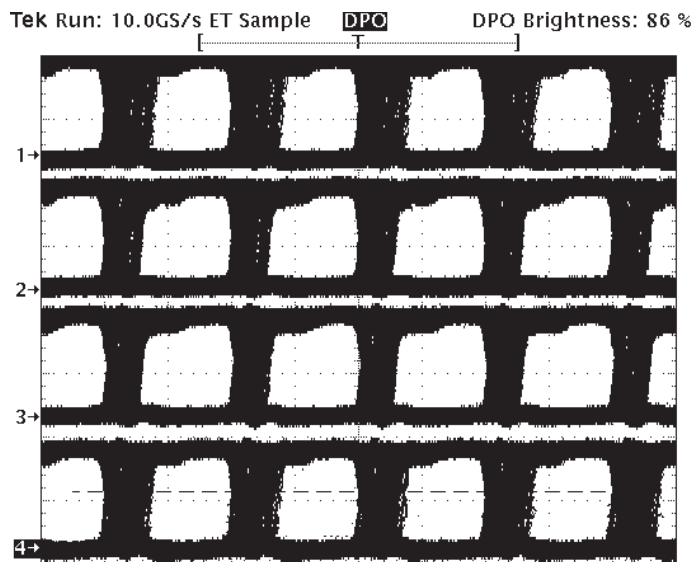 Tek Run: 10.0GS/s ET Sample DPO DPO Brightness: 86 %
[ T ]
1→
2→
3→
4→